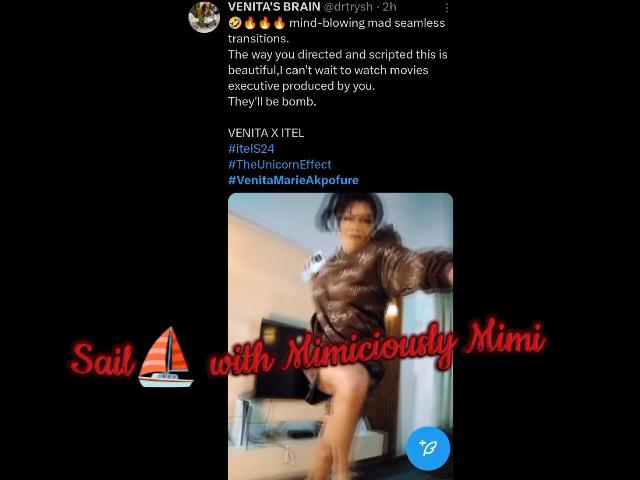 VENITA'S BRAIN @drtrysh · 2h
🤣🔥🔥🔥 mind-blowing mad seamless
transitions.
The way you directed and scripted this is
beautiful,I can't wait to watch movies
executive produced by you.
They'll be bomb.
VENITA X ITEL
#itelS24
#TheUnicornEffect
#VenitaMarieAkpofure
Sail ⛵ with Mimiciously Mimi